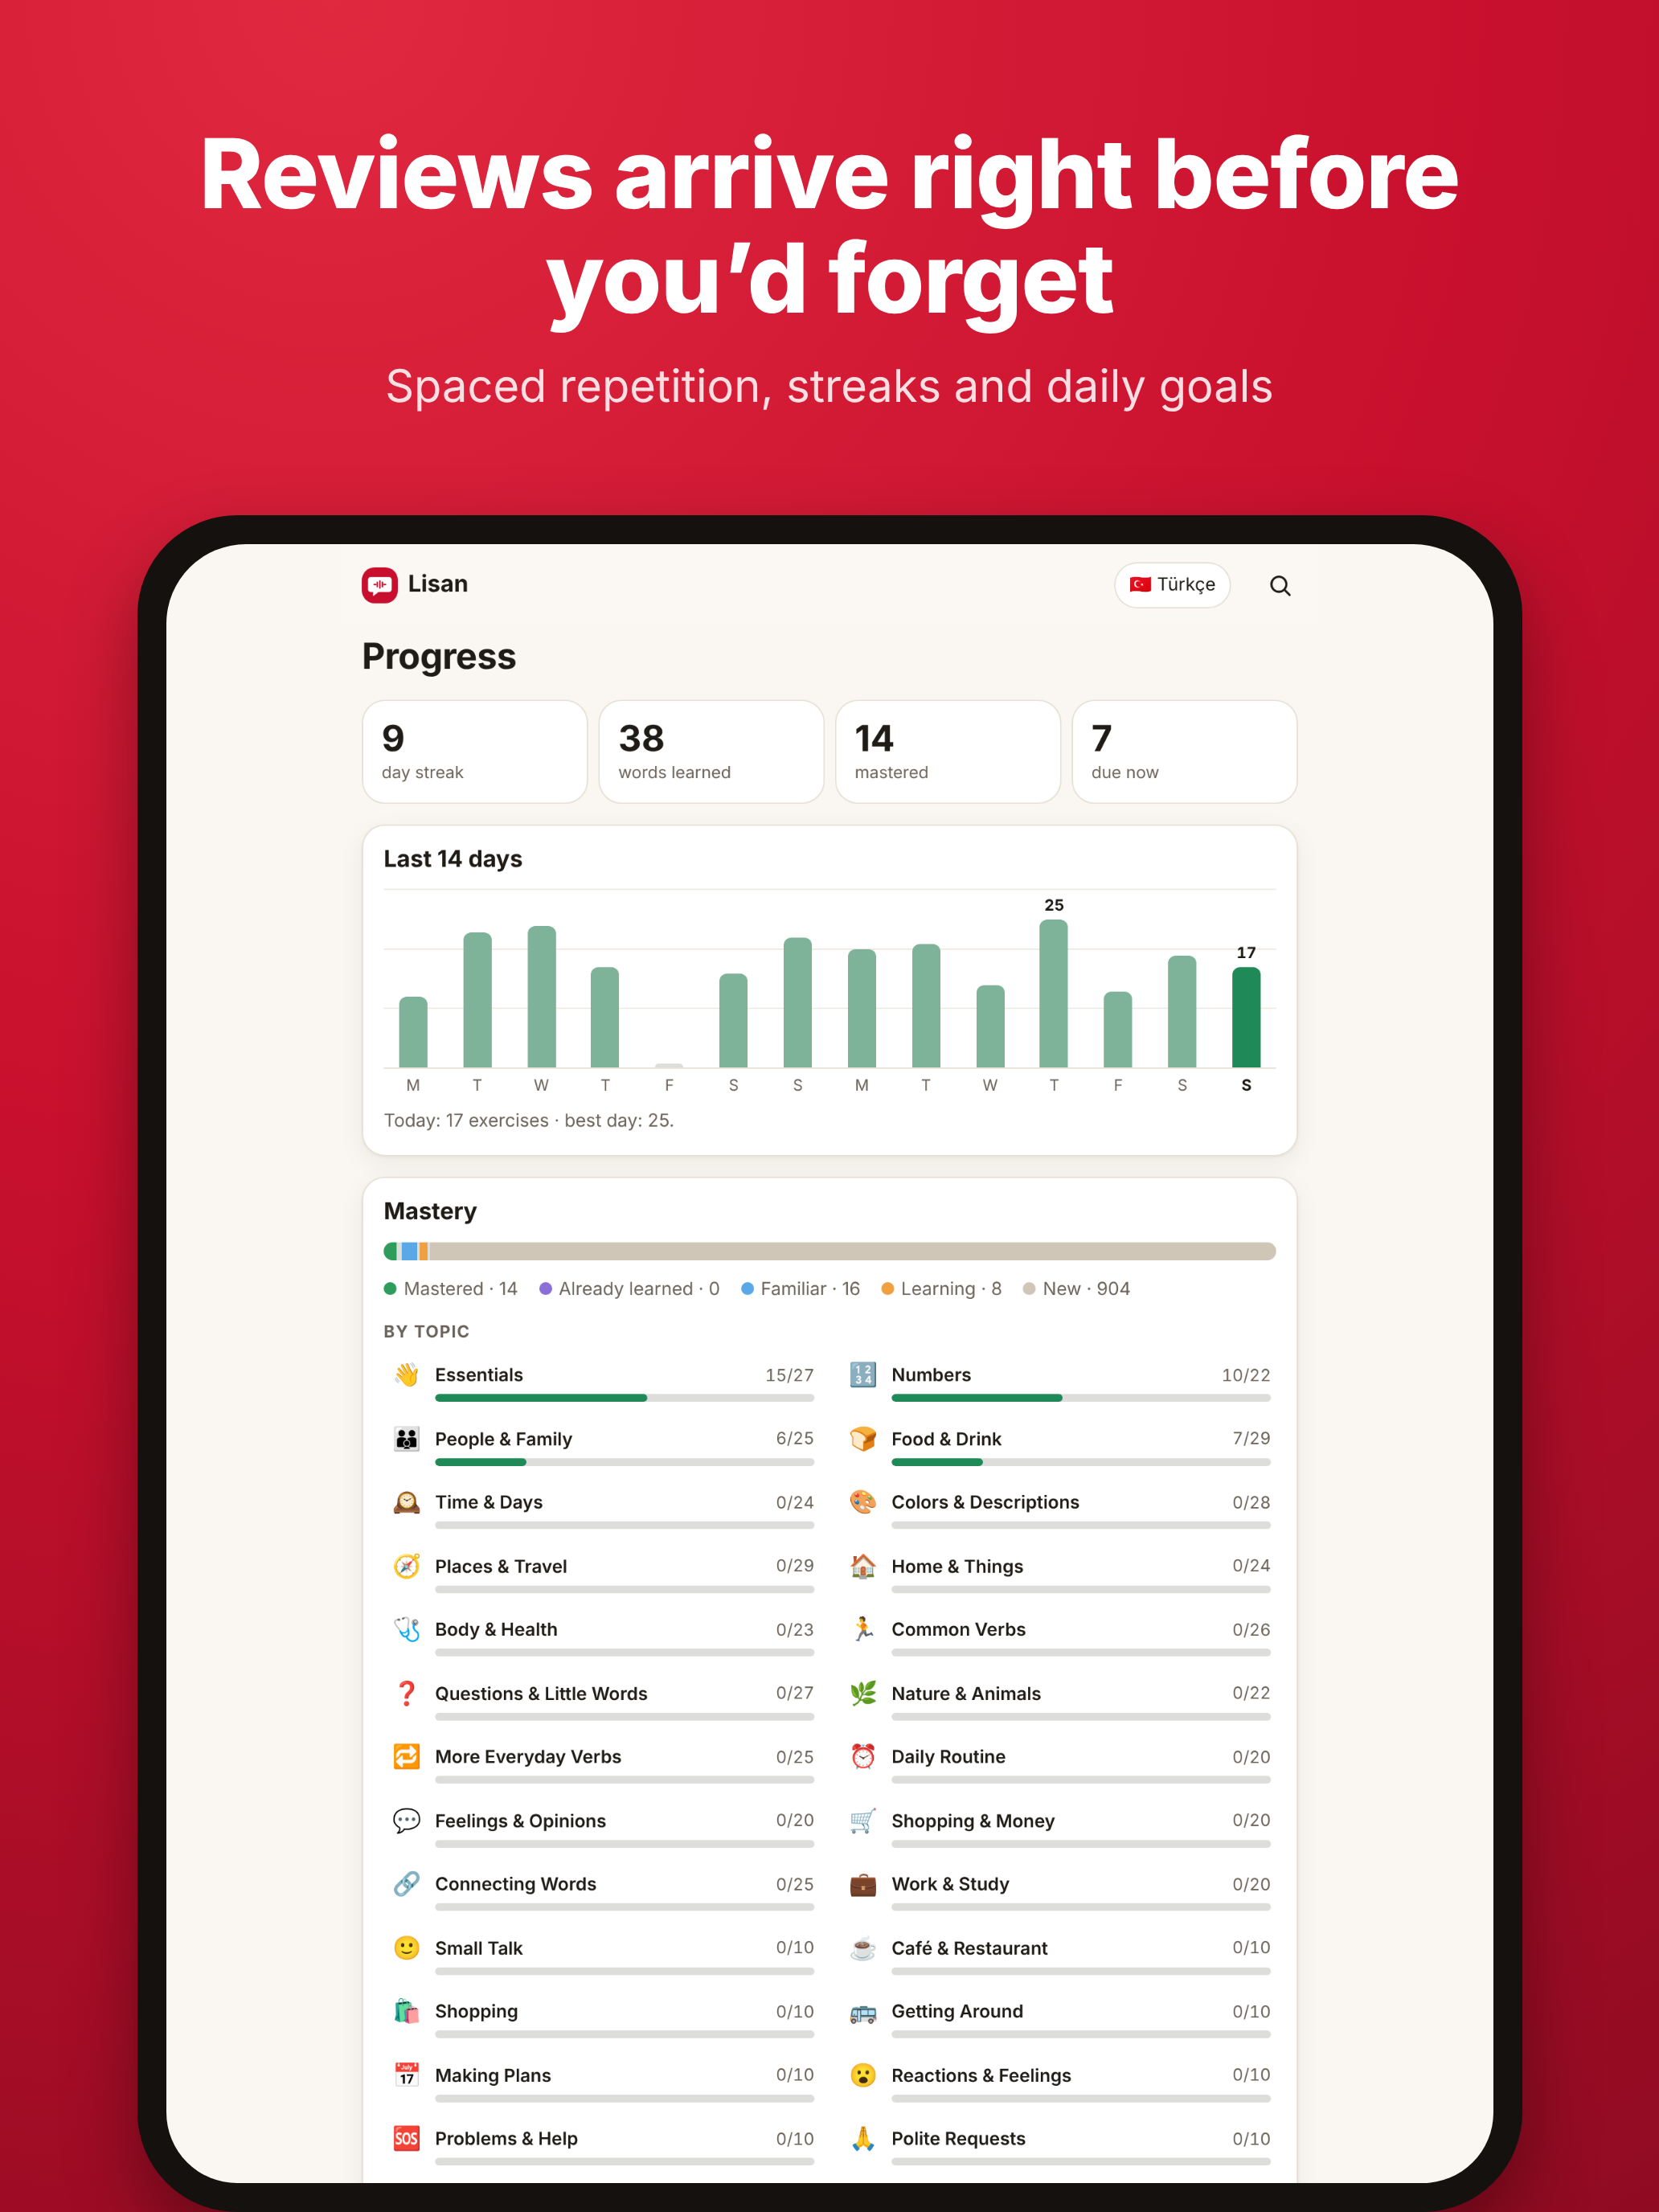 Reviews arrive right before
you’d forget
Spaced repetition, streaks and daily goals
Lisan
Türkçe
Progress
9
day streak
38
words learned
14
mastered
7
due now
Last 14 days
25
17
M T W T F S S M T W T F S S
Today: 17 exercises · best day: 25.
Mastery
Mastered · 14 Already learned · 0 Familiar · 16 Learning · 8 New · 904
BY TOPIC
Essentials 15/27
Numbers 10/22
People & Family 6/25
Food & Drink 7/29
Time & Days 0/24
Colors & Descriptions 0/28
Places & Travel 0/29
Home & Things 0/24
Body & Health 0/23
Common Verbs 0/26
Questions & Little Words 0/27
Nature & Animals 0/22
More Everyday Verbs 0/25
Daily Routine 0/20
Feelings & Opinions 0/20
Shopping & Money 0/20
Connecting Words 0/25
Work & Study 0/20
Small Talk 0/10
Café & Restaurant 0/10
Shopping 0/10
Getting Around 0/10
Making Plans 0/10
Reactions & Feelings 0/10
Problems & Help 0/10
Polite Requests 0/10